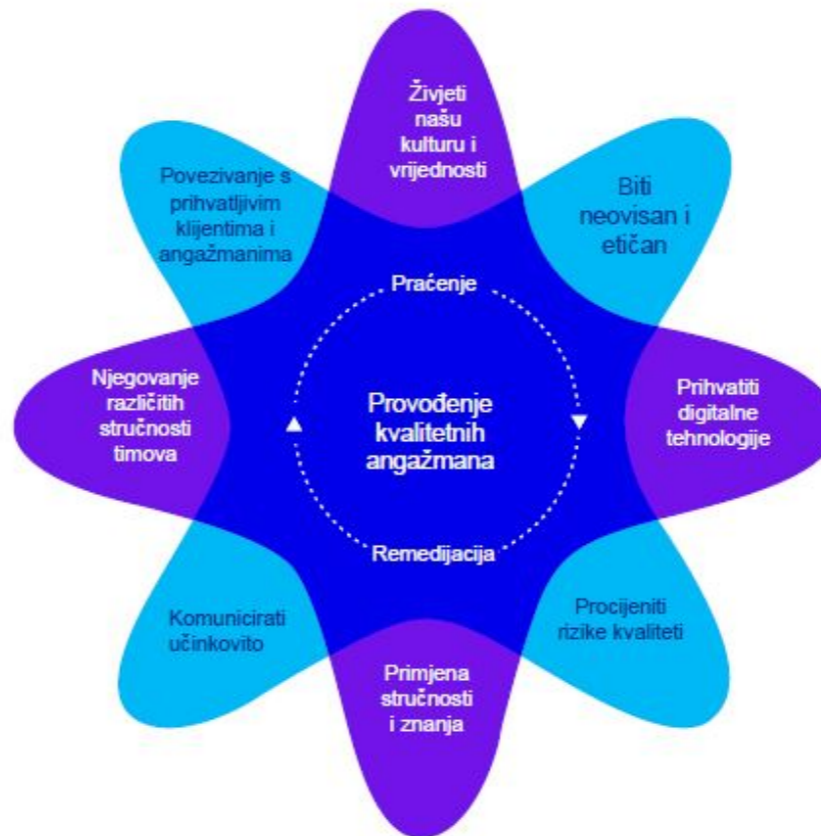 Živjeti
našu
kulturu i
vrijednosti
Povezivanje s
prihvatljivim
klijentima i
angažmanima
Biti
neovisan i
etičan
Praćenje
Njegovanje
različitih
stručnosti
timova
Provođenje
kvalitetnih
angažmana
Prihvatiti
digitalne
tehnologije
Remedijacija
Komunicirati
učinkovito
Procijeniti
rizike kvaliteti
Primjena
stručnosti
i znanja